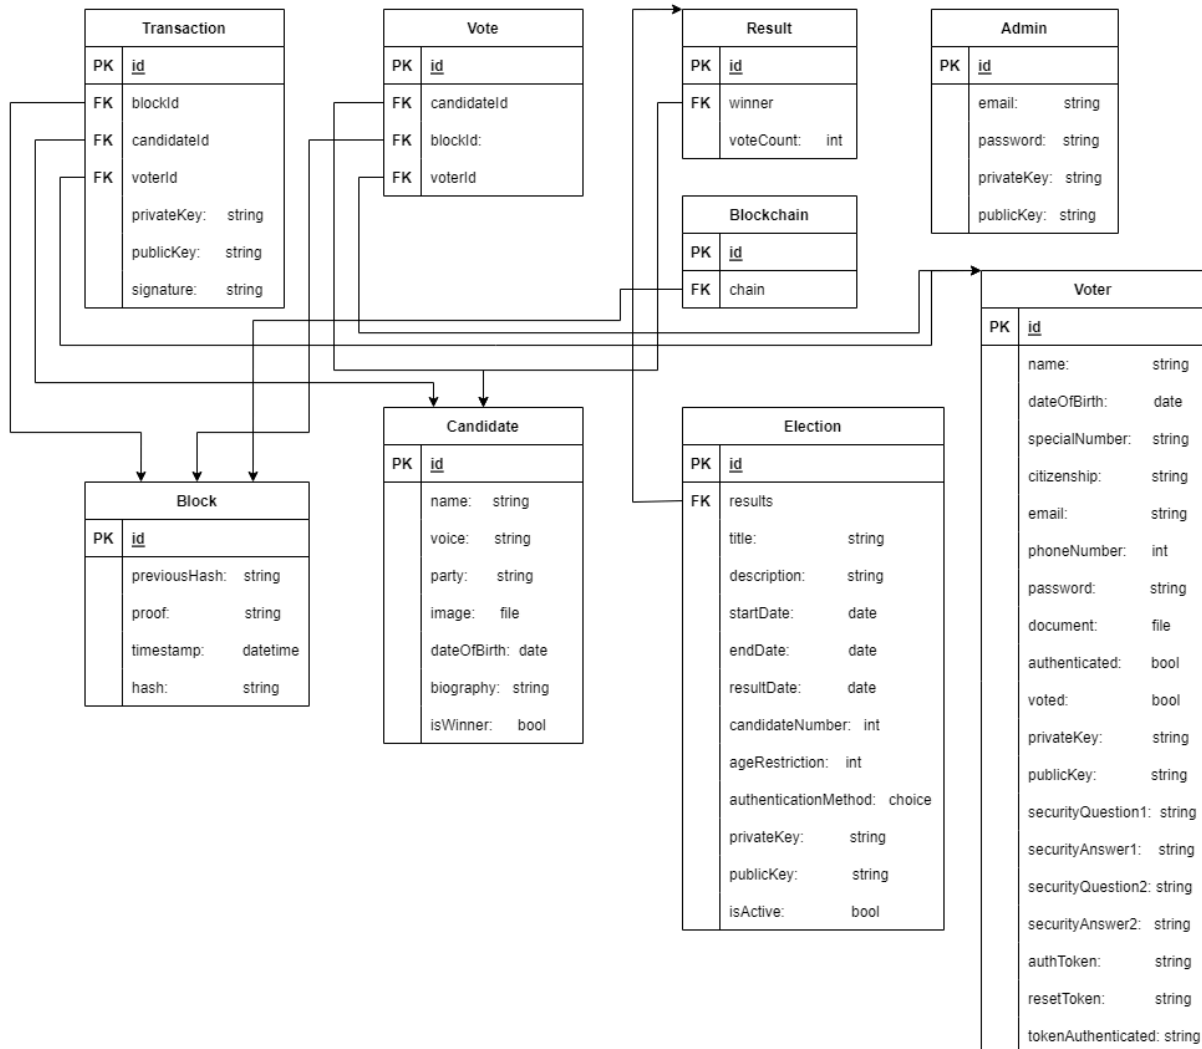 Transaction
PK id
FK blockId
FK candidateId
FK voterId
privateKey: string
publicKey: string
signature: string
Vote
PK id
FK candidateId
FK blockId:
FK voterId
Result
PK id
FK winner
voteCount: int
Admin
PK id
email: string
password: string
privateKey: string
publicKey: string
Blockchain
PK id
FK chain
Voter
PK id
name: string
dateOfBirth: date
specialNumber: string
citizenship: string
email: string
phoneNumber: int
password: string
document: file
authenticated: bool
voted: bool
privateKey: string
publicKey: string
securityQuestion1: string
securityAnswer1: string
securityQuestion2: string
securityAnswer2: string
authToken: string
resetToken: string
tokenAuthenticated: string
Block
PK id
previousHash: string
proof: string
timestamp: datetime
hash: string
Candidate
PK id
name: string
voice: string
party: string
image: file
dateOfBirth: date
biography: string
isWinner: bool
Election
PK id
FK results
title: string
description: string
startDate: date
endDate: date
resultDate: date
candidateNumber: int
ageRestriction: int
authenticationMethod: choice
privateKey: string
publicKey: string
isActive: bool